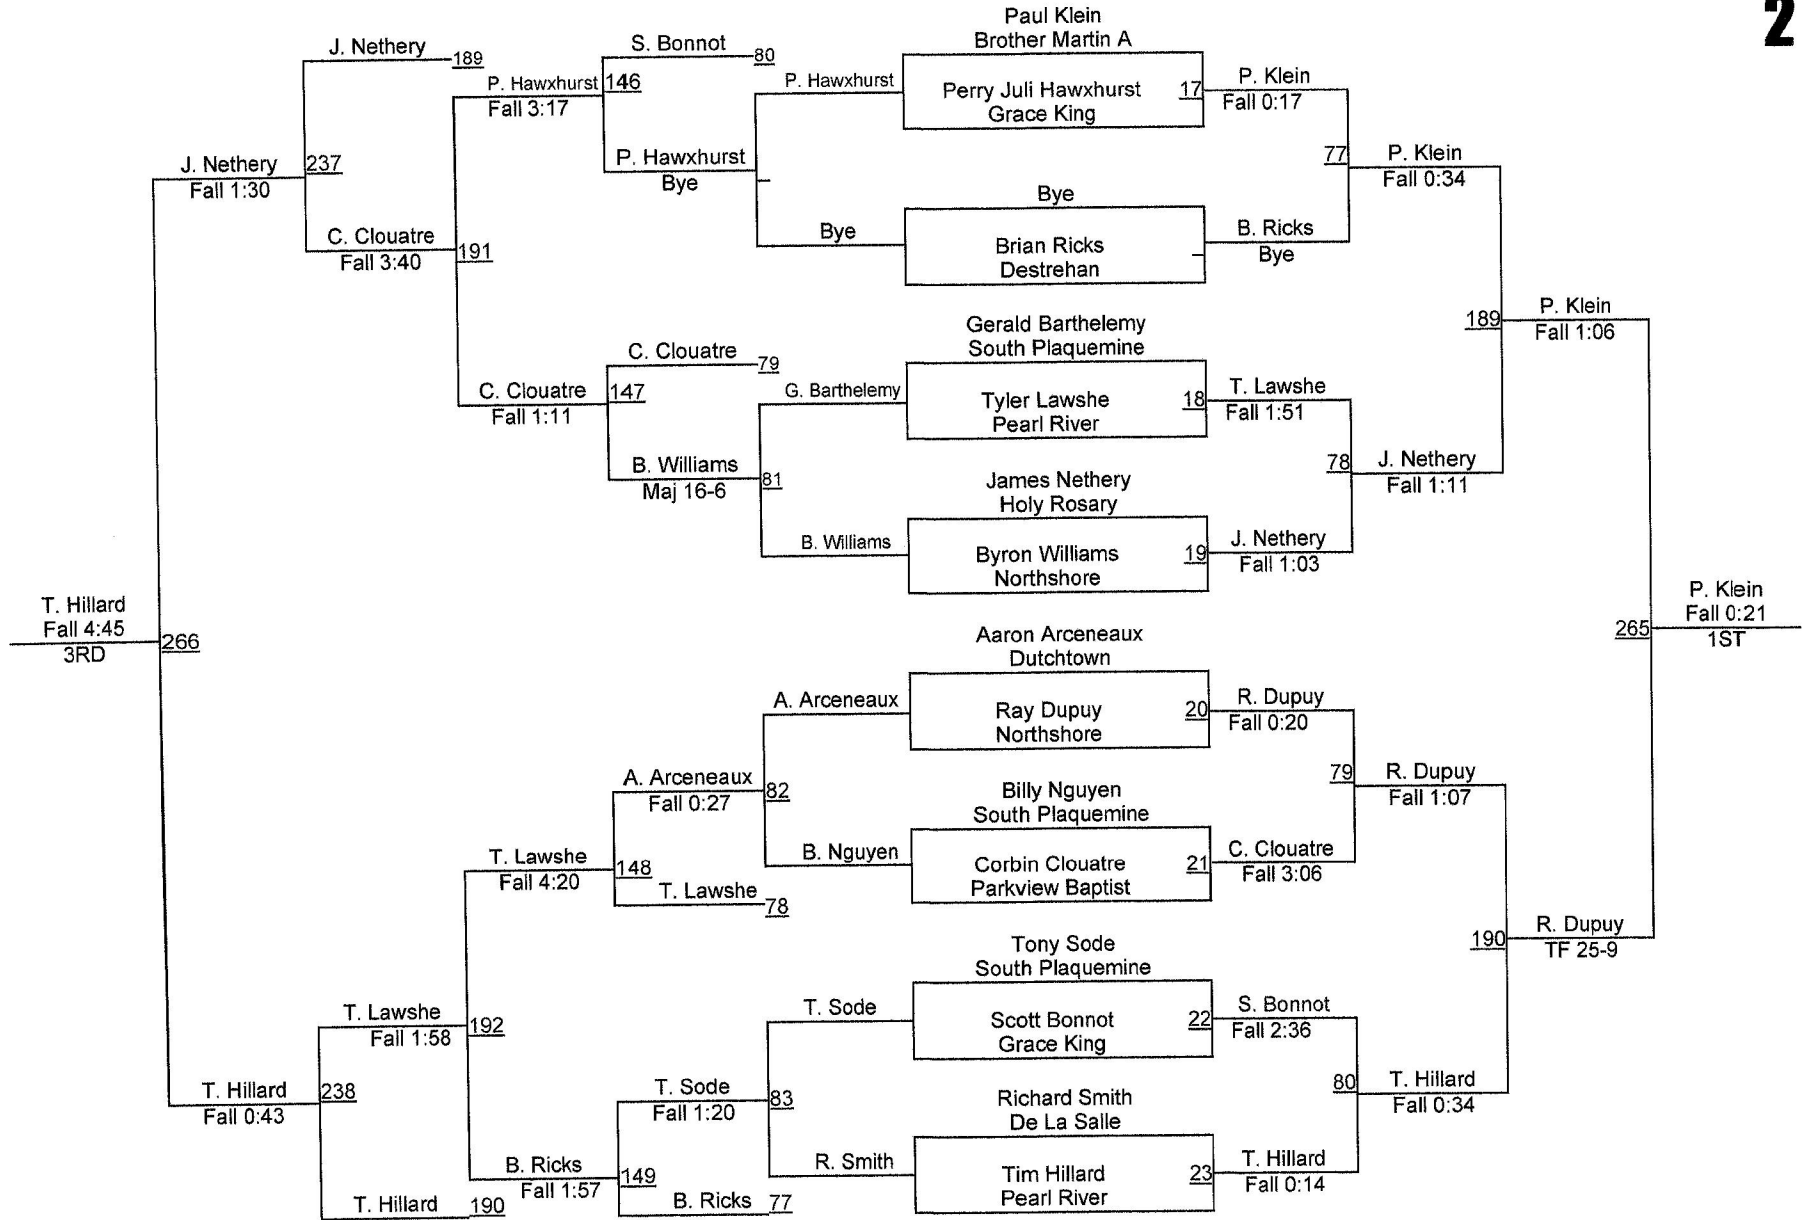 2
Paul Klein
Brother Martin A
J. Nethery
189
S. Bonnot
80
P. Hawxhurst
146
Fall 3:17
P. Hawxhurst
Perry Juli Hawxhurst
Grace King
17
P. Klein
Fall 0:17
J. Nethery
237
Fall 1:30
P. Hawxhurst
Bye
77
P. Klein
Fall 0:34
Bye
C. Clouatre
191
Fall 3:40
Bye
Brian Ricks
Destrehan
B. Ricks
Bye
Gerald Barthelemy
South Plaquemine
189
P. Klein
Fall 1:06
C. Clouatre
79
C. Clouatre
147
Fall 1:11
G. Barthelemy
Tyler Lawshe
Pearl River
18
T. Lawshe
Fall 1:51
B. Williams
81
Maj 16-6
James Nethery
Holy Rosary
78
J. Nethery
Fall 1:11
B. Williams
Byron Williams
Northshore
19
J. Nethery
Fall 1:03
T. Hillard
Fall 4:45
266
3RD
P. Klein
Fall 0:21
265
1ST
Aaron Arceneaux
Dutchtown
A. Arceneaux
Ray Dupuy
Northshore
20
R. Dupuy
Fall 0:20
A. Arceneaux
82
Fall 0:27
Billy Nguyen
South Plaquemine
79
R. Dupuy
Fall 1:07
T. Lawshe
148
Fall 4:20
B. Nguyen
Corbin Clouatre
Parkview Baptist
21
C. Clouatre
Fall 3:06
T. Lawshe
78
Tony Sode
South Plaquemine
190
R. Dupuy
TF 25-9
T. Lawshe
192
Fall 1:58
T. Sode
Scott Bonnot
Grace King
22
S. Bonnot
Fall 2:36
T. Hillard
238
Fall 0:43
T. Sode
83
Fall 1:20
Richard Smith
De La Salle
80
T. Hillard
Fall 0:34
B. Ricks
149
Fall 1:57
R. Smith
Tim Hillard
Pearl River
23
T. Hillard
Fall 0:14
T. Hillard
190
B. Ricks
77